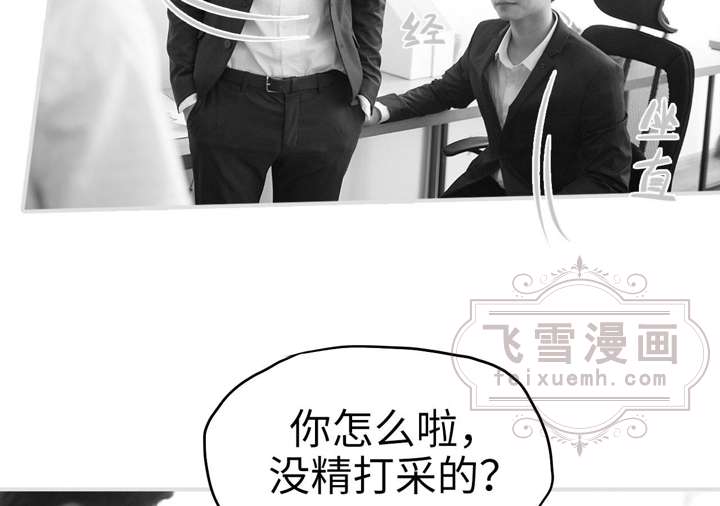 经
坐直
飞雪漫画
feixuemh.com
你怎么啦,
没精打采的?